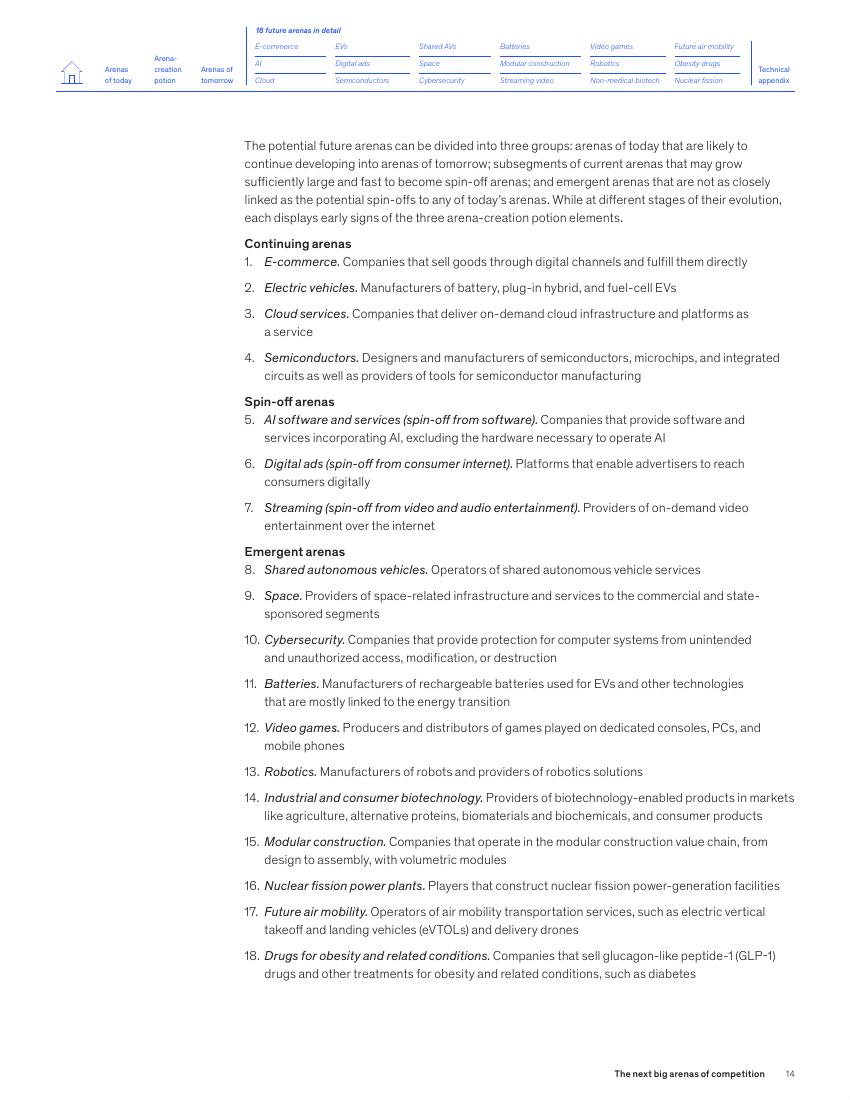 18 future arenas in detail
Arenas
of today
Arena-
creation
potion
Arenas of
tomorrow
E-commerce
EVs
Shared AVs
Batteries
Video games
Future air mobility
AI
Digital ads
Space
Modular construction
Robotics
Obesity drugs
Cloud
Semiconductors
Cybersecurity
Streaming video
Non-medical biotech
Nuclear fission
Technical
appendix
The potential future arenas can be divided into three groups: arenas of today that are likely to
continue developing into arenas of tomorrow; subsegments of current arenas that may grow
sufficiently large and fast to become spin-off arenas; and emergent arenas that are not as closely
linked as the potential spin-offs to any of today's arenas. While at different stages of their evolution,
each displays early signs of the three arena-creation potion elements.
Continuing arenas
1. E-commerce. Companies that sell goods through digital channels and fulfill them directly
2. Electric vehicles. Manufacturers of battery, plug-in hybrid, and fuel-cell EVs
3. Cloud services. Companies that deliver on-demand cloud infrastructure and platforms as
a service
4. Semiconductors. Designers and manufacturers of semiconductors, microchips, and integrated
circuits as well as providers of tools for semiconductor manufacturing
Spin-off arenas
5. AI software and services (spin-off from software). Companies that provide software and
services incorporating AI, excluding the hardware necessary to operate AI
6. Digital ads (spin-off from consumer internet). Platforms that enable advertisers to reach
consumers digitally
7. Streaming (spin-off from video and audio entertainment). Providers of on-demand video
entertainment over the internet
Emergent arenas
8. Shared autonomous vehicles. Operators of shared autonomous vehicle services
9. Space. Providers of space-related infrastructure and services to the commercial and state-
sponsored segments
10. Cybersecurity. Companies that provide protection for computer systems from unintended
and unauthorized access, modification, or destruction
11. Batteries. Manufacturers of rechargeable batteries used for EVs and other technologies
that are mostly linked to the energy transition
12. Video games. Producers and distributors of games played on dedicated consoles, PCs, and
mobile phones
13. Robotics. Manufacturers of robots and providers of robotics solutions
14. Industrial and consumer biotechnology. Providers of biotechnology-enabled products in markets
like agriculture, alternative proteins, biomaterials and biochemicals, and consumer products
15. Modular construction. Companies that operate in the modular construction value chain, from
design to assembly, with volumetric modules
16. Nuclear fission power plants. Players that construct nuclear fission power-generation facilities
17. Future air mobility. Operators of air mobility transportation services, such as electric vertical
takeoff and landing vehicles (eVTOLs) and delivery drones
18. Drugs for obesity and related conditions. Companies that sell glucagon-like peptide-1 (GLP-1)
drugs and other treatments for obesity and related conditions, such as diabetes
The next big arenas of competition 14